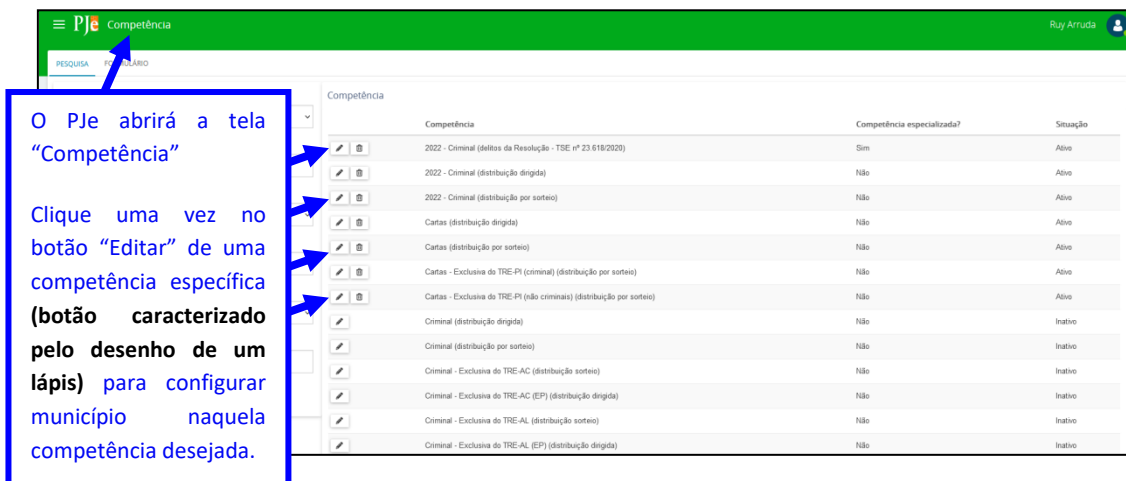 PJe Competência
Ruy Arruda
PESQUISA
Competência
Competência Competência especializada? Situação
2022 - Criminal (delitos da Resolução - TSE nº 23.618/2020) Sim Ativo
2022 - Criminal (distribuição dirigida) Não Ativo
2022 - Criminal (distribuição por sorteio) Não Ativo
Cartas (distribuição dirigida) Não Ativo
Cartas (distribuição por sorteio) Não Ativo
Cartas - Exclusiva do TRE-PI (criminal) (distribuição por sorteio) Não Ativo
Cartas - Exclusiva do TRE-PI (não criminais) (distribuição por sorteio) Não Ativo
Criminal (distribuição dirigida) Não Inativo
Criminal (distribuição por sorteio) Não Inativo
Criminal - Exclusiva do TRE-AC (distribuição sorteio) Não Inativo
Criminal - Exclusiva do TRE-AC (EP) (distribuição dirigida) Não Inativo
Criminal - Exclusiva do TRE-AL (distribuição sorteio) Não Inativo
Criminal - Exclusiva do TRE-AL (EP) (distribuição dirigida) Não Inativo
O PJe abrirá a tela
“Competência”
Clique uma vez no
botão “Editar” de uma
competência específica
(botão caracterizado
pelo desenho de um
lápis) para configurar
município naquela
competência desejada.